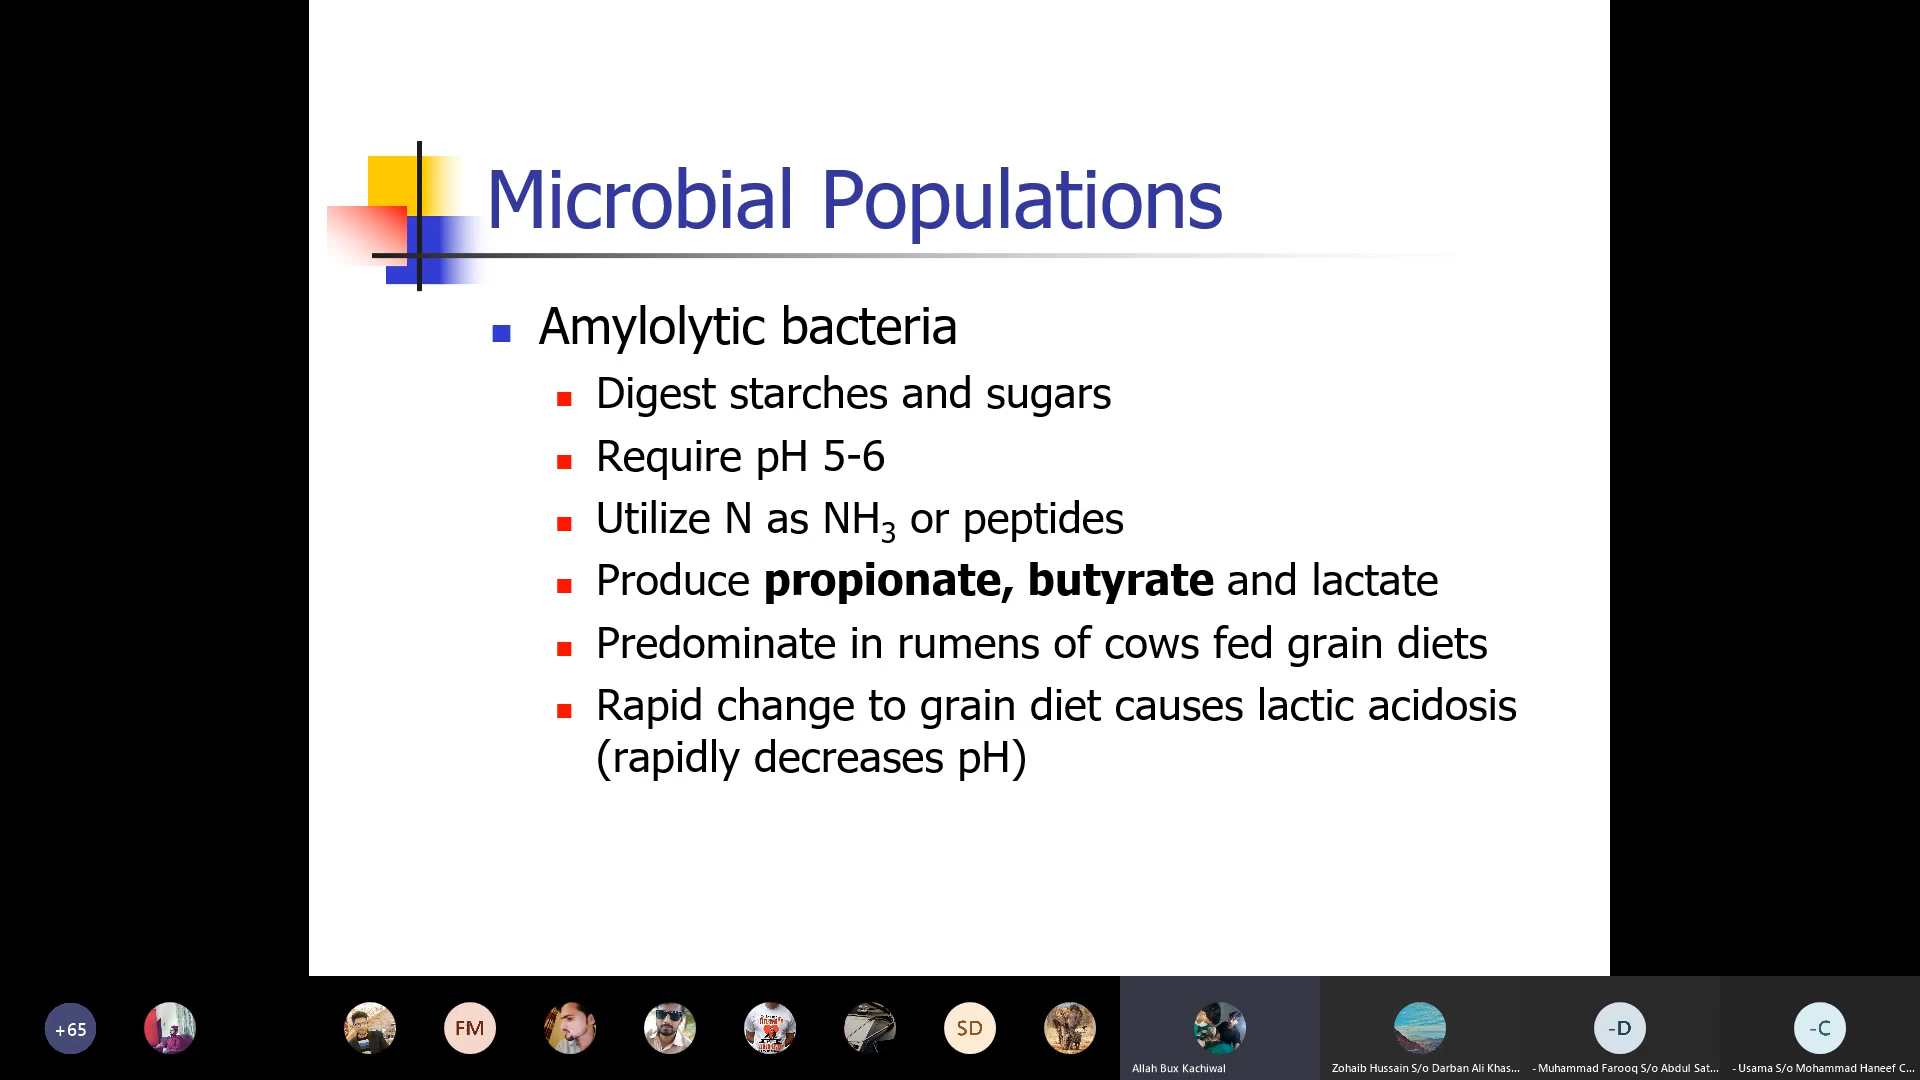 Microbial Populations
Amylolytic bacteria
Digest starches and sugars
Require pH 5-6
Utilize N as NH3 or peptides
Produce propionate, butyrate and lactate
Predominate in rumens of cows fed grain diets
Rapid change to grain diet causes lactic acidosis
(rapidly decreases pH)
+65
FM
SD
-D
-C
Allah Bux Kachiwal
Zohaib Hussain S/o Darban Ali Khas...
- Muhammad Farooq S/o Abdul Sat...
- Usama S/o Mohammad Haneef C...